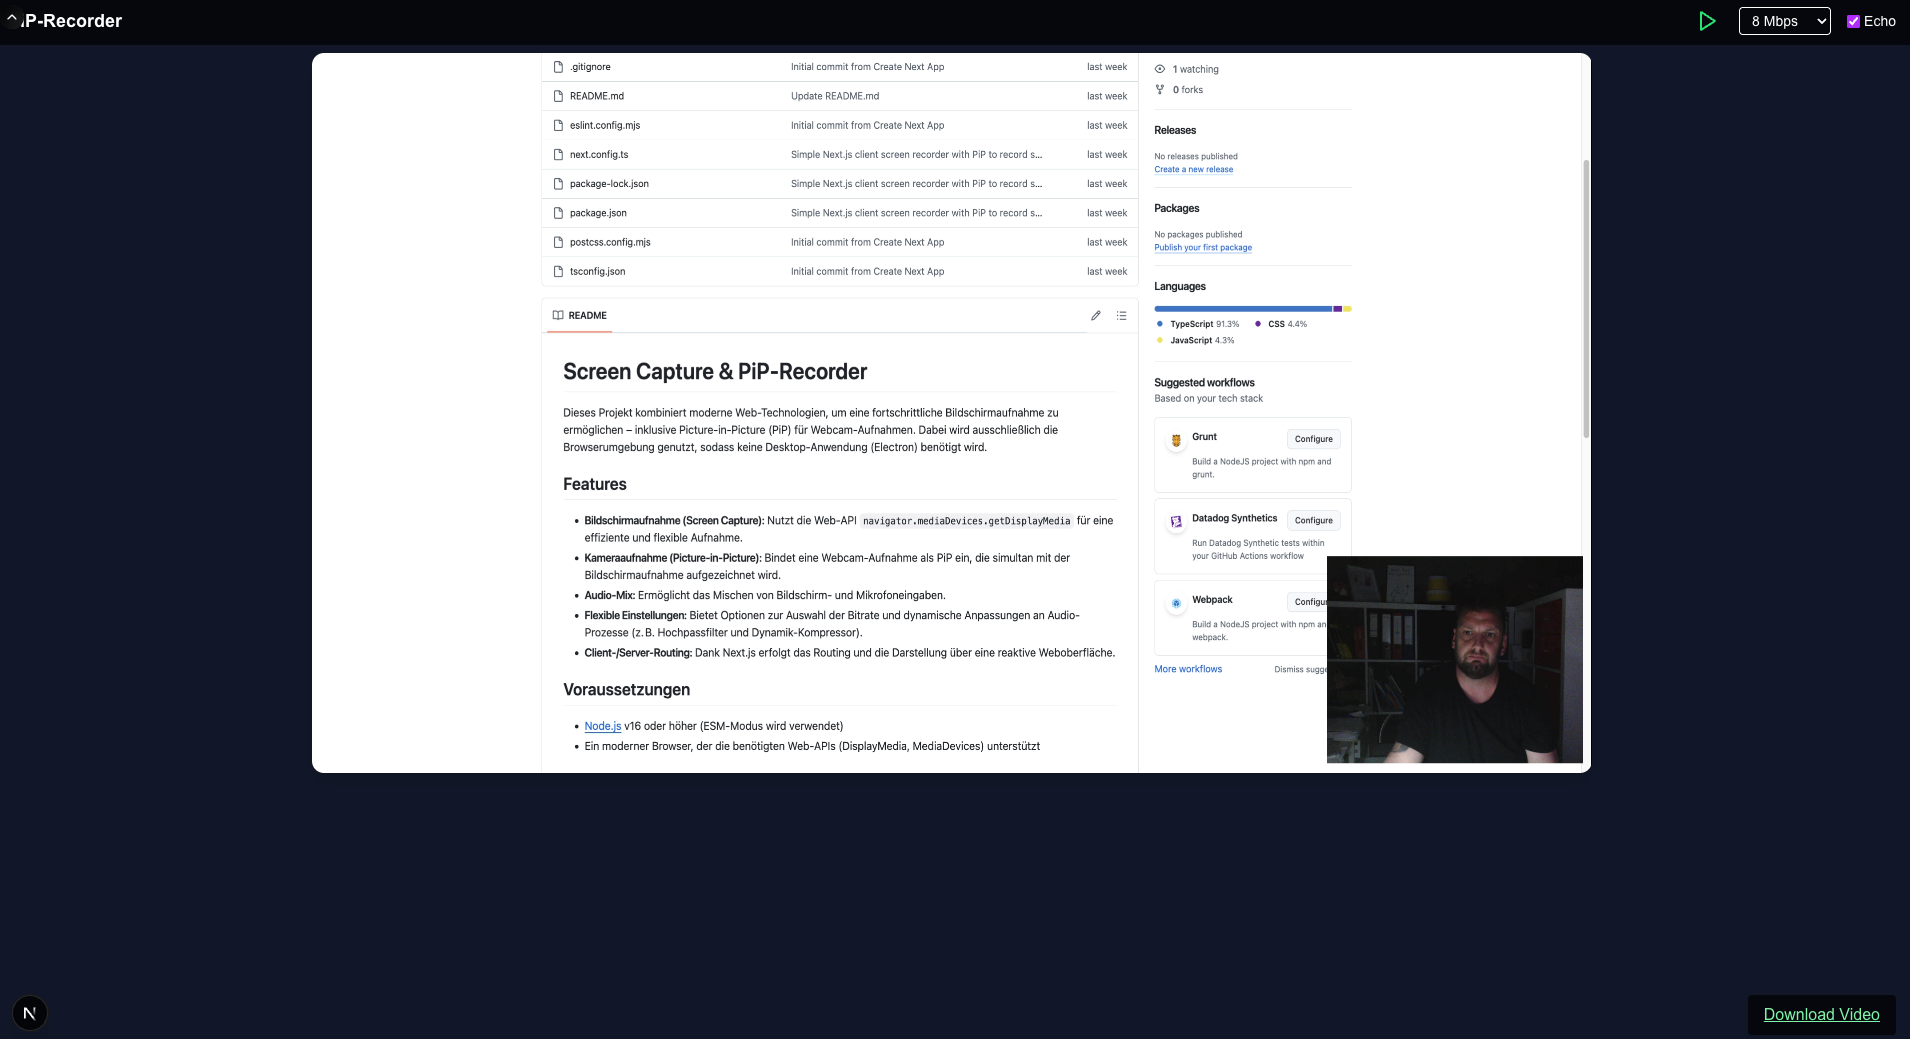 iP-Recorder
8 Mbps
Echo
.gitignore Initial commit from Create Next App last week
README.md Update README.md last week
eslint.config.mjs Initial commit from Create Next App last week
next.config.ts Simple Next.js client screen recorder with PiP to record s... last week
package-lock.json Simple Next.js client screen recorder with PiP to record s... last week
package.json Simple Next.js client screen recorder with PiP to record s... last week
postcss.config.mjs Initial commit from Create Next App last week
tsconfig.json Initial commit from Create Next App last week
README
Screen Capture & PiP-Recorder
Dieses Projekt kombiniert moderne Web-Technologien, um eine fortschrittliche Bildschirmaufnahme zu
ermöglichen – inklusive Picture-in-Picture (PiP) für Webcam-Aufnahmen. Dabei wird ausschließlich die
Browserumgebung genutzt, sodass keine Desktop-Anwendung (Electron) benötigt wird.
Features
• Bildschirmaufnahme (Screen Capture): Nutzt die Web-API navigator.mediaDevices.getDisplayMedia für eine
effiziente und flexible Aufnahme.
• Kameraaufnahme (Picture-in-Picture): Bindet eine Webcam-Aufnahme als PiP ein, die simultan mit der
Bildschirmaufnahme aufgezeichnet wird.
• Audio-Mix: Ermöglicht das Mischen von Bildschirm- und Mikrofoneingaben.
• Flexible Einstellungen: Bietet Optionen zur Auswahl der Bitrate und dynamische Anpassungen an Audio-
Prozesse (z. B. Hochpassfilter und Dynamik-Kompressor).
• Client-/Server-Routing: Dank Next.js erfolgt das Routing und die Darstellung über eine reaktive Weboberfläche.
Voraussetzungen
• Node.js v16 oder höher (ESM-Modus wird verwendet)
• Ein moderner Browser, der die benötigten Web-APIs (DisplayMedia, MediaDevices) unterstützt
1 watching
0 forks
Releases
No releases published
Create a new release
Packages
No packages published
Publish your first package
Languages
TypeScript 91.3% CSS 4.4%
JavaScript 4.3%
Suggested workflows
Based on your tech stack
Grunt Configure
Build a NodeJS project with npm and
grunt.
Datadog Synthetics Configure
Run Datadog Synthetic tests within
your GitHub Actions workflow
Webpack Configu
Build a NodeJS project with npm an
webpack.
More workflows Dismiss sugge
N
Download Video